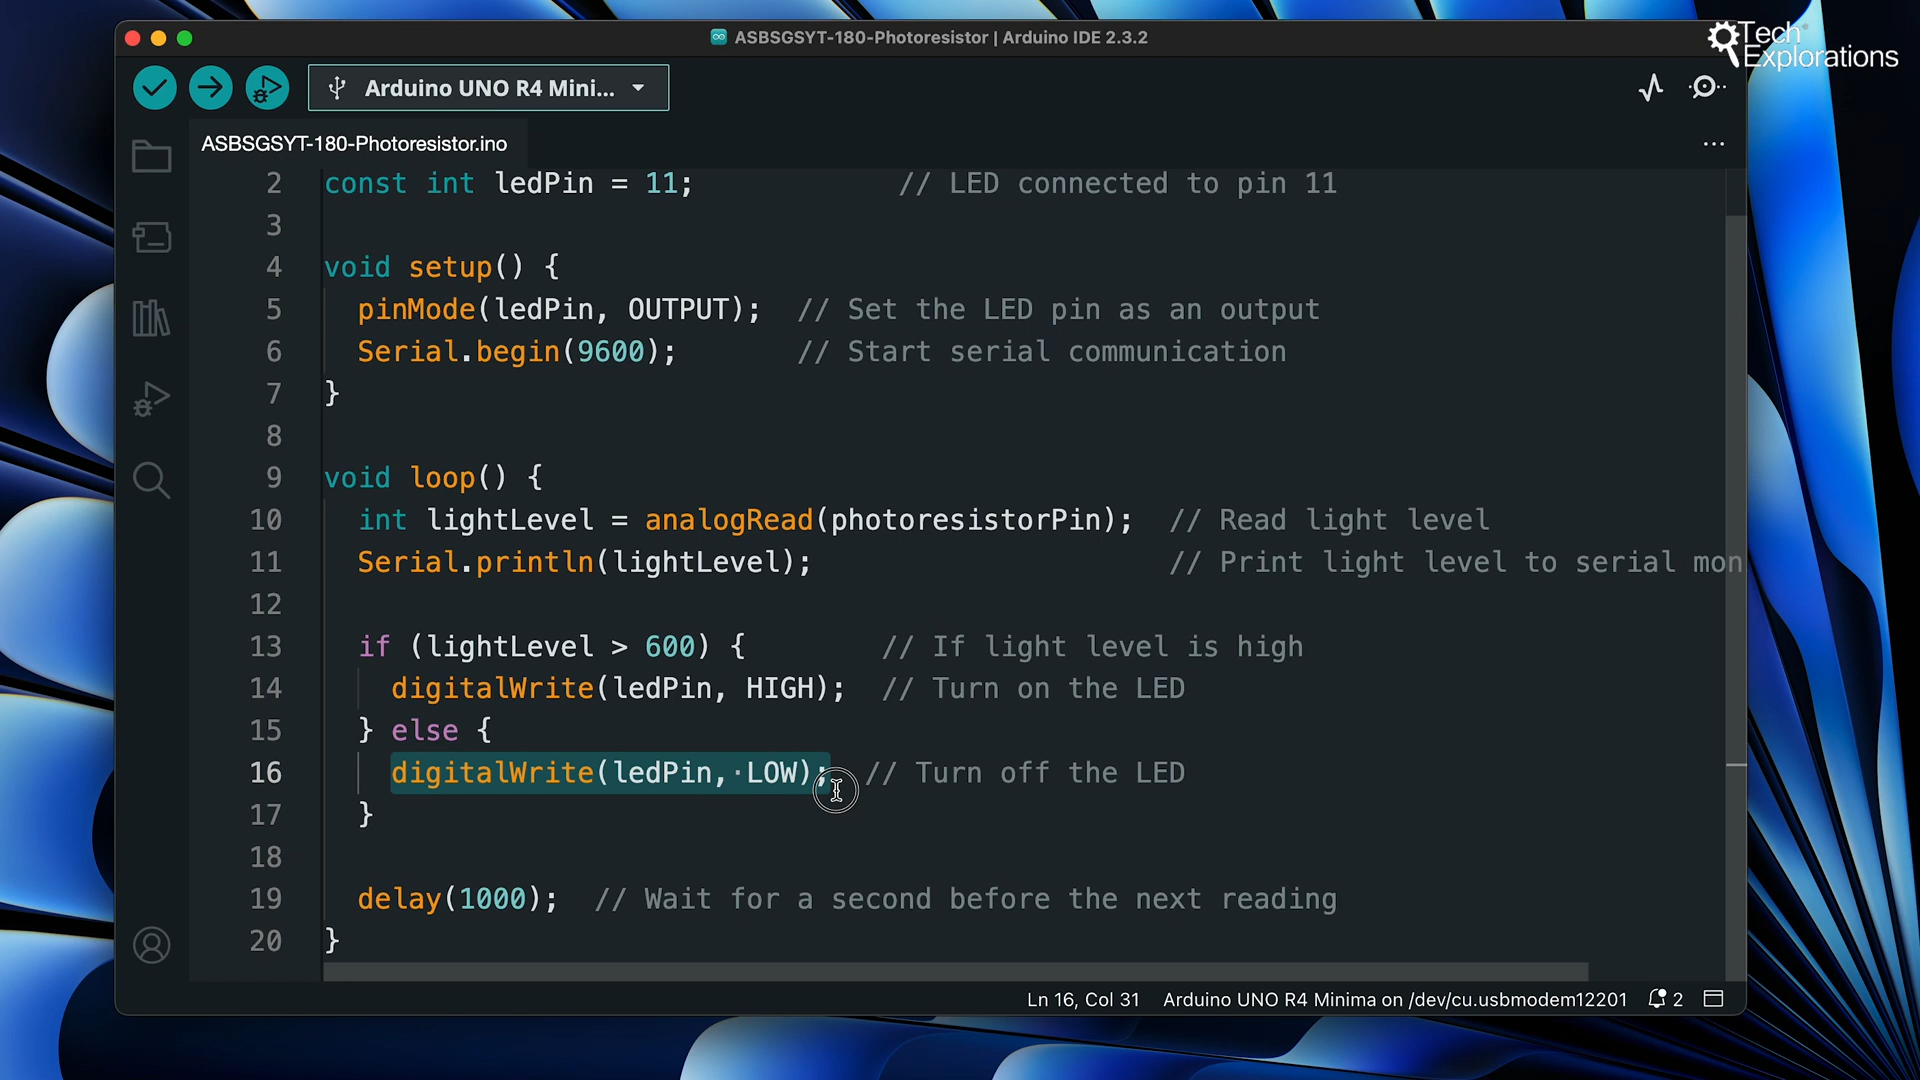 ASBSGSYT-180-Photoresistor | Arduino IDE 2.3.2
Tech
Explorations
Arduino UNO R4 Mini...
ASBSGSYT-180-Photoresistor.ino
2 const int ledPin = 11; // LED connected to pin 11
3
4 void setup() {
5 pinMode(ledPin, OUTPUT); // Set the LED pin as an output
6 Serial.begin(9600); // Start serial communication
7 }
8
9 void loop() {
10 int lightLevel = analogRead(photoresistorPin); // Read light level
11 Serial.println(lightLevel); // Print light level to serial mon
12
13 if (lightLevel > 600) { // If light level is high
14 digitalWrite(ledPin, HIGH); // Turn on the LED
15 } else {
16 digitalWrite(ledPin,·LOW); // Turn off the LED
17 }
18
19 delay(1000); // Wait for a second before the next reading
20 }
Ln 16, Col 31 Arduino UNO R4 Minima on /dev/cu.usbmodem12201 2